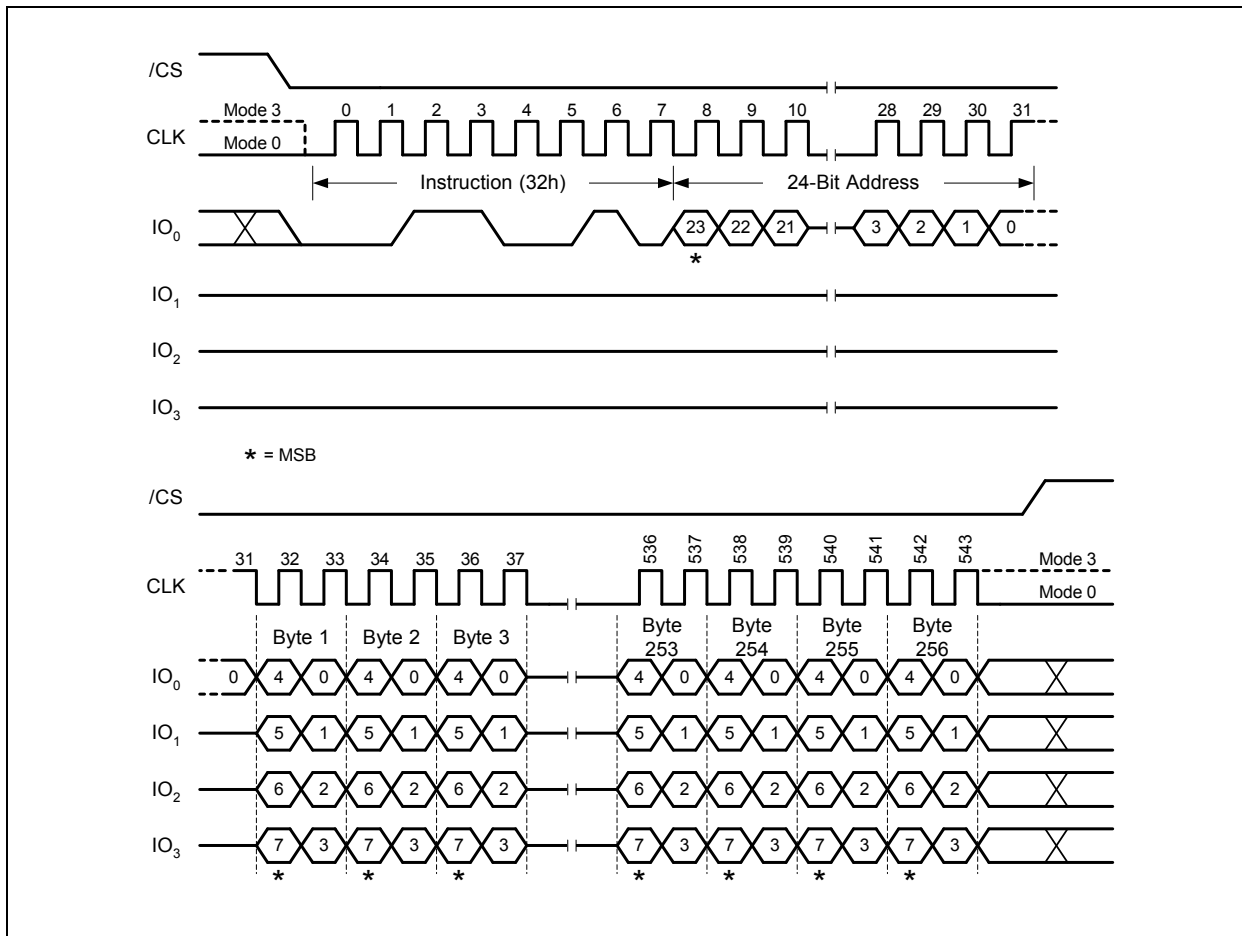 /CS
Mode 3 0 1 2 3 4 5 6 7 8 9 10 28 29 30 31
CLK
Mode 0
Instruction (32h) 24-Bit Address
IO0 23 22 21 3 2 1 0
*
IO1
IO2
IO3
* = MSB
/CS
31 32 33 34 35 36 37 536 537 538 539 540 541 542 543 Mode 3
CLK
Mode 0
Byte 1 Byte 2 Byte 3 Byte 253 Byte 254 Byte 255 Byte 256
IO0 0 4 0 4 0 4 0 4 0 4 0 4 0 4 0
IO1 5 1 5 1 5 1 5 1 5 1 5 1 5 1
IO2 6 2 6 2 6 2 6 2 6 2 6 2 6 2
IO3 7 3 7 3 7 3 7 3 7 3 7 3 7 3
* * * * * * *